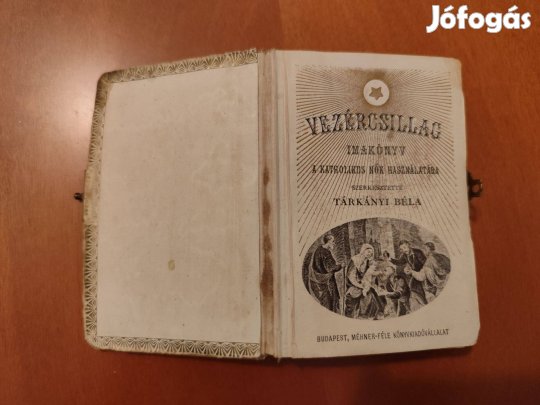 Jófogás
VEZÉRCSILLAG
IMAKÖNYV
A KATHOLIKUS NŐK HASZNÁLATÁRA
SZERKESZTETTE
TÁRKÁNYI BÉLA
BUDAPEST, MÉHNER-FÉLE KÖNYVKIADÓVÁLLALAT